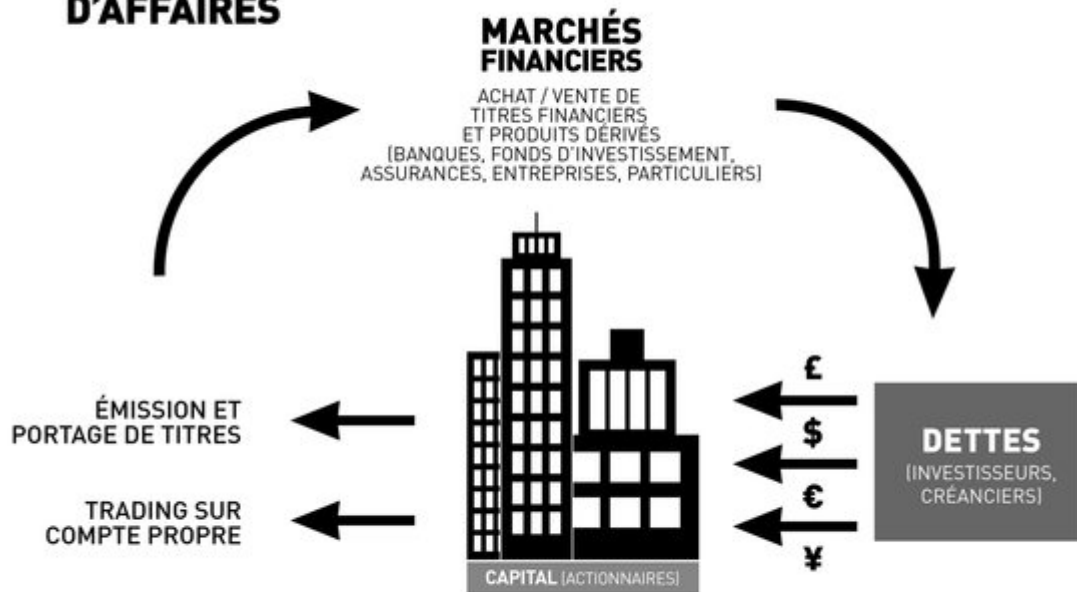 D'AFFAIRES
MARCHÉS
FINANCIERS
ACHAT / VENTE DE
TITRES FINANCIERS
ET PRODUITS DÉRIVÉS
(BANQUES, FONDS D'INVESTISSEMENT,
ASSURANCES, ENTREPRISES, PARTICULIERS)
ÉMISSION ET
PORTAGE DE TITRES
TRADING SUR
COMPTE PROPRE
£
$
€
¥
DETTES
(INVESTISSEURS,
CRÉANCIERS)
CAPITAL (ACTIONNAIRES)